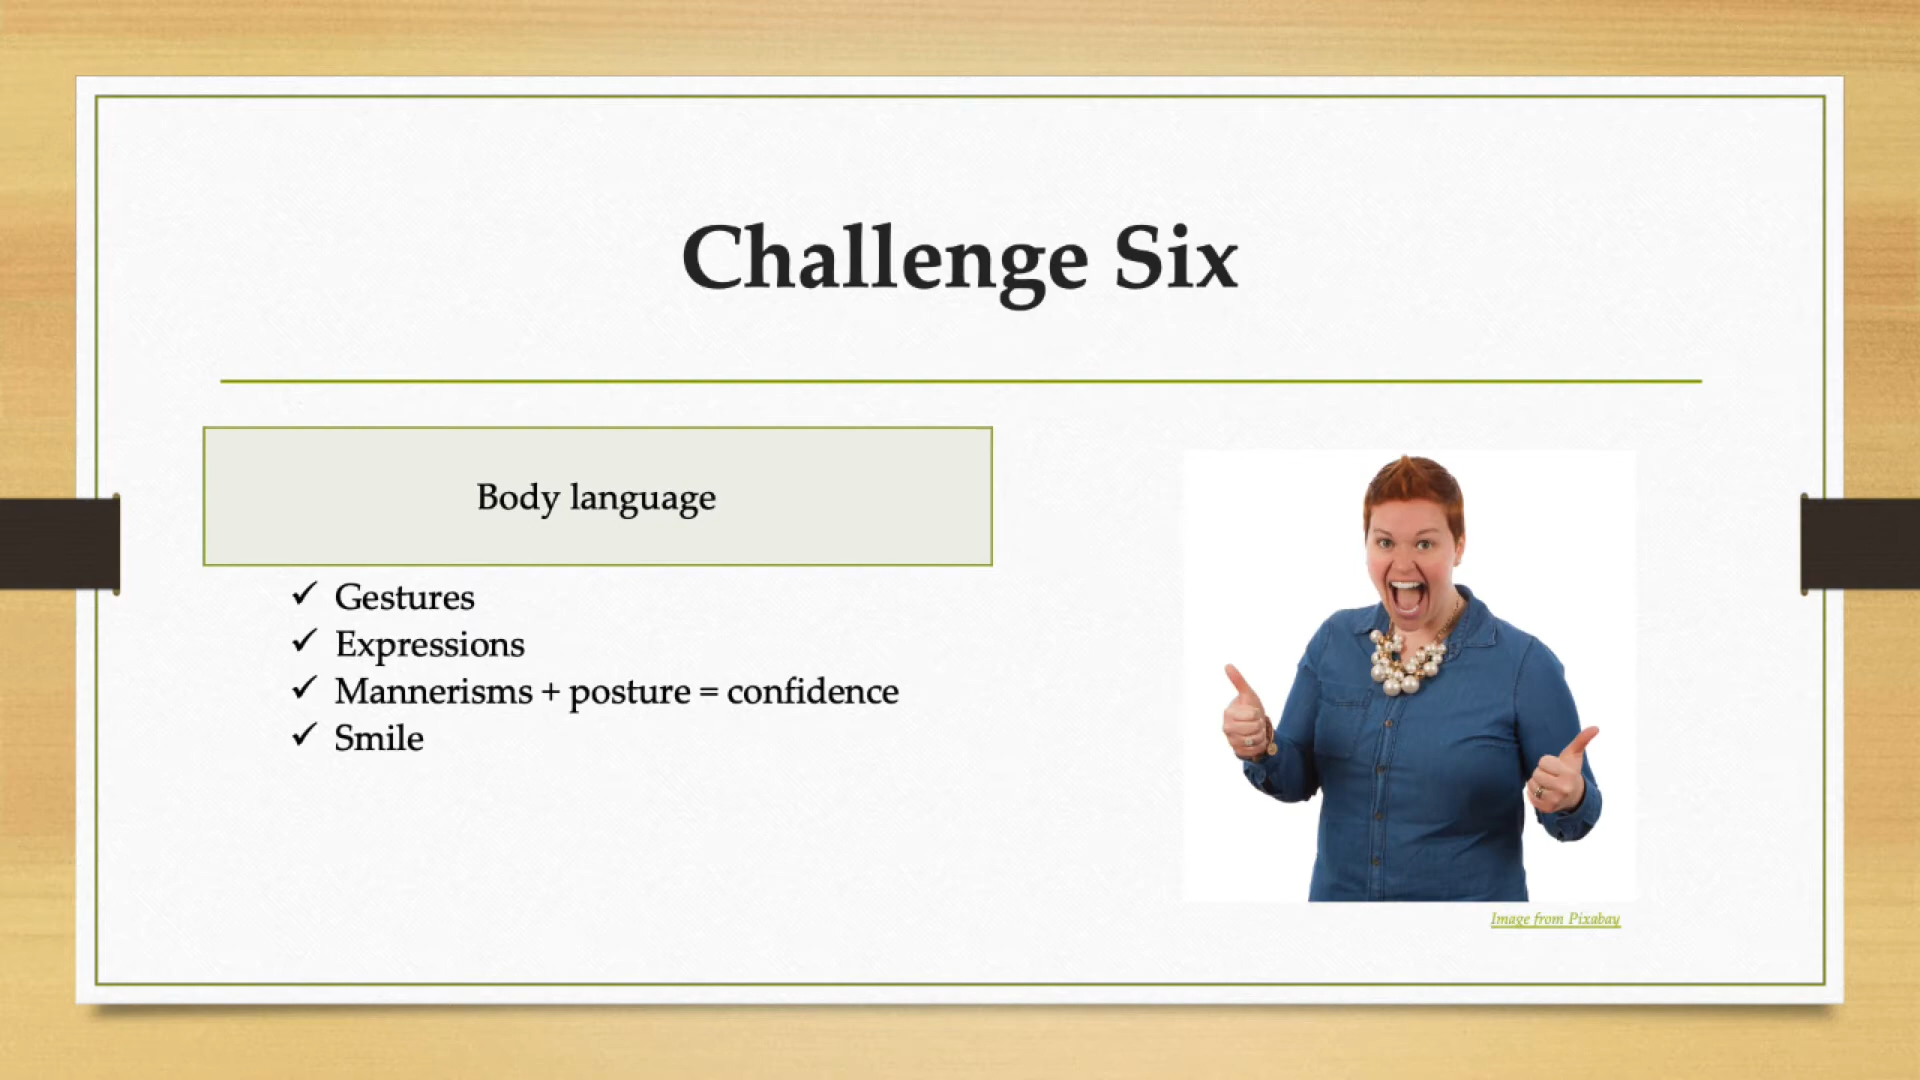 Challenge Six
Body language
✓ Gestures
✓ Expressions
✓ Mannerisms + posture = confidence
✓ Smile
Image from Pixabay